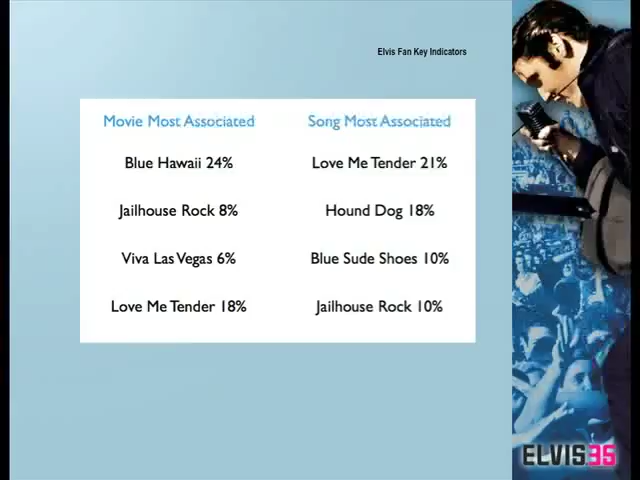 Elvis Fan Key Indicators
Movie Most Associated Song Most Associated
Blue Hawaii 24% Love Me Tender 21%
Jailhouse Rock 8% Hound Dog 18%
Viva Las Vegas 6% Blue Sude Shoes 10%
Love Me Tender 18% Jailhouse Rock 10%
ELVIS35